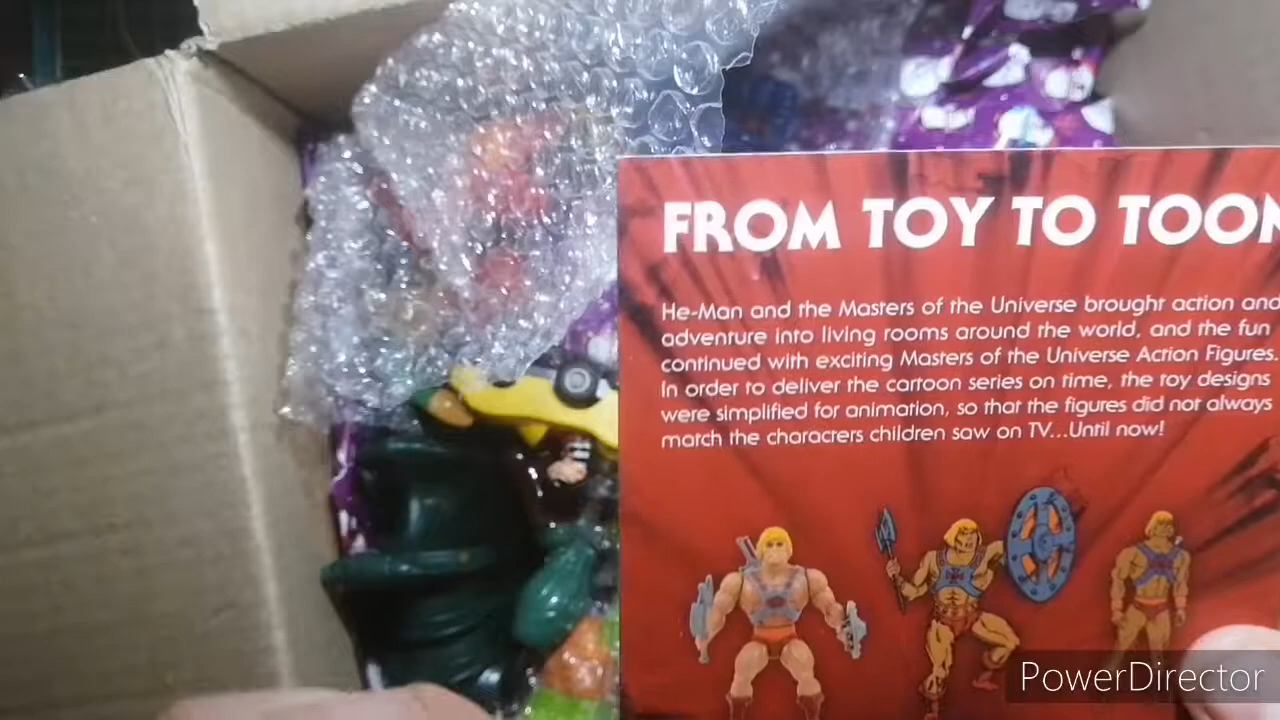 FROM TOY TO TOON
He-Man and the Masters of the Universe brought action and
adventure into living rooms around the world, and the fun
continued with exciting Masters of the Universe Action Figures.
In order to deliver the cartoon series on time, the toy designs
were simplified for animation, so that the figures did not always
match the characters children saw on TV...Until now!
PowerDirector